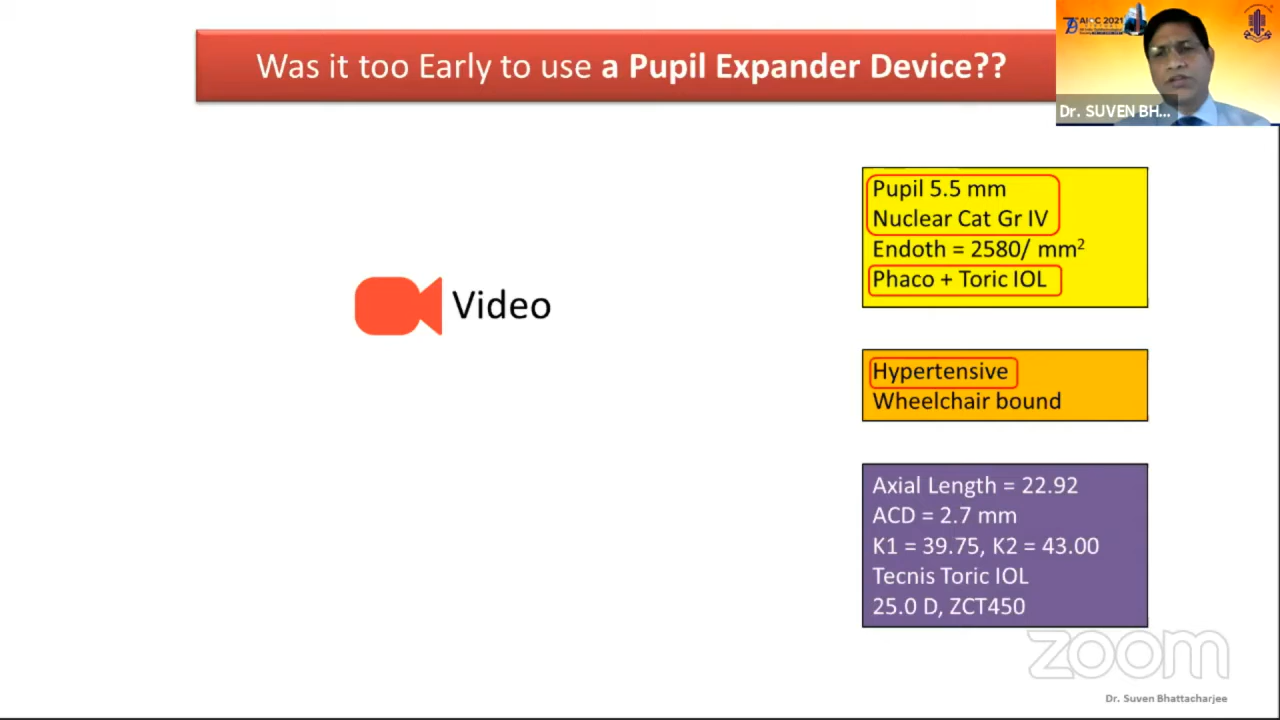 Was it too Early to use a Pupil Expander Device??
AIOC 2021
Dr. SUVEN BH...
Pupil 5.5 mm
Nuclear Cat Gr IV
Endoth = 2580/ mm²
Phaco + Toric IOL
Video
Hypertensive
Wheelchair bound
Axial Length = 22.92
ACD = 2.7 mm
K1 = 39.75, K2 = 43.00
Tecnis Toric IOL
25.0 D, ZCT450
zoom
Dr. Suven Bhattacharjee